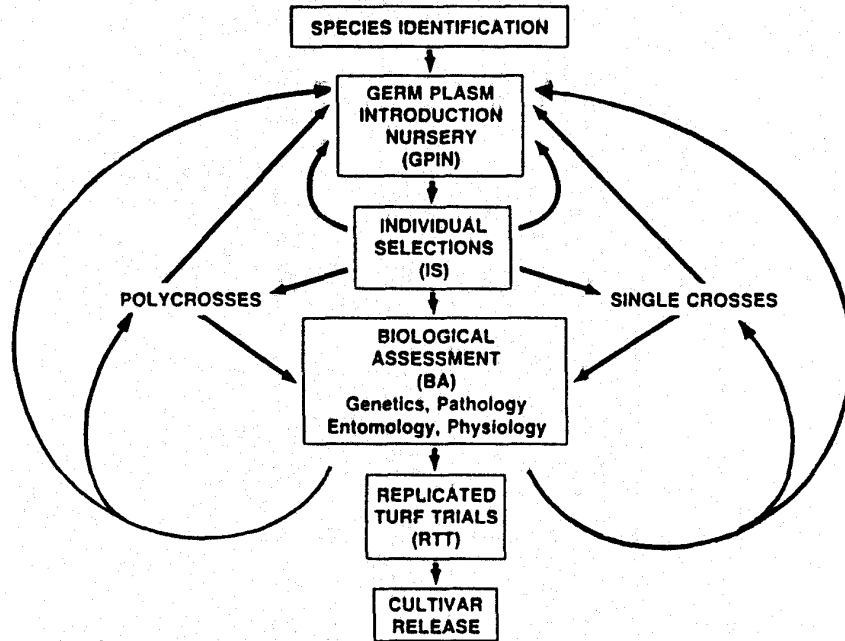 SPECIES IDENTIFICATION
GERM PLASM
INTRODUCTION
NURSERY
(GPIN)
INDIVIDUAL
SELECTIONS
(IS)
POLYCROSSES
SINGLE CROSSES
BIOLOGICAL
ASSESSMENT
(BA)
Genetics, Pathology
Entomology, Physiology
REPLICATED
TURF TRIALS
(RTT)
CULTIVAR
RELEASE